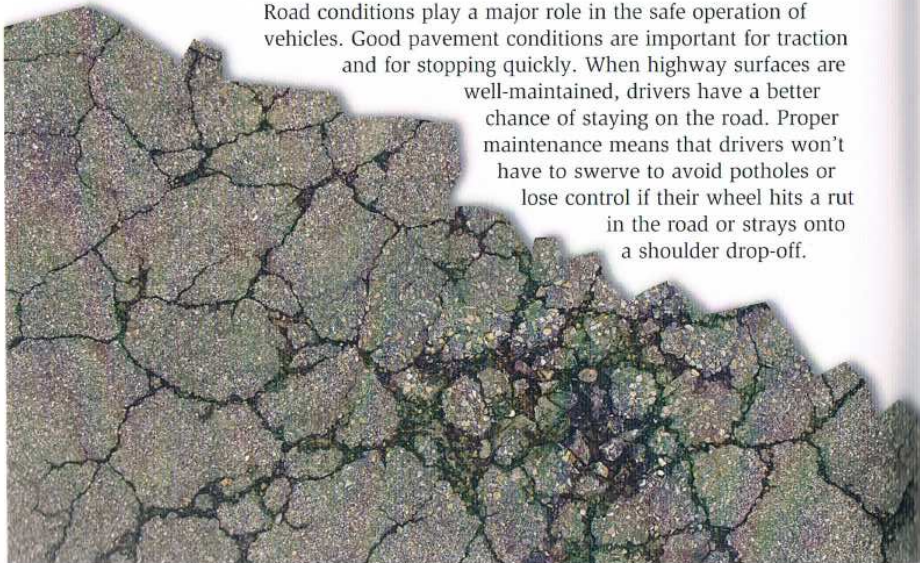 Road conditions play a major role in the safe operation of
vehicles. Good pavement conditions are important for traction
and for stopping quickly. When highway surfaces are
well-maintained, drivers have a better
chance of staying on the road. Proper
maintenance means that drivers won't
have to swerve to avoid potholes or
lose control if their wheel hits a rut
in the road or strays onto
a shoulder drop-off.